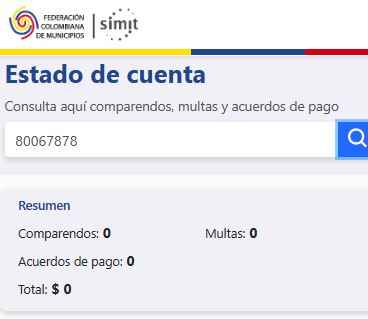 FEDERACIÓN
COLOMBIANA
DE MUNICIPIOS
simit
Estado de cuenta
Consulta aquí comparendos, multas y acuerdos de pago
80067878
Resumen
Comparendos: 0 Multas: 0
Acuerdos de pago: 0
Total: $ 0